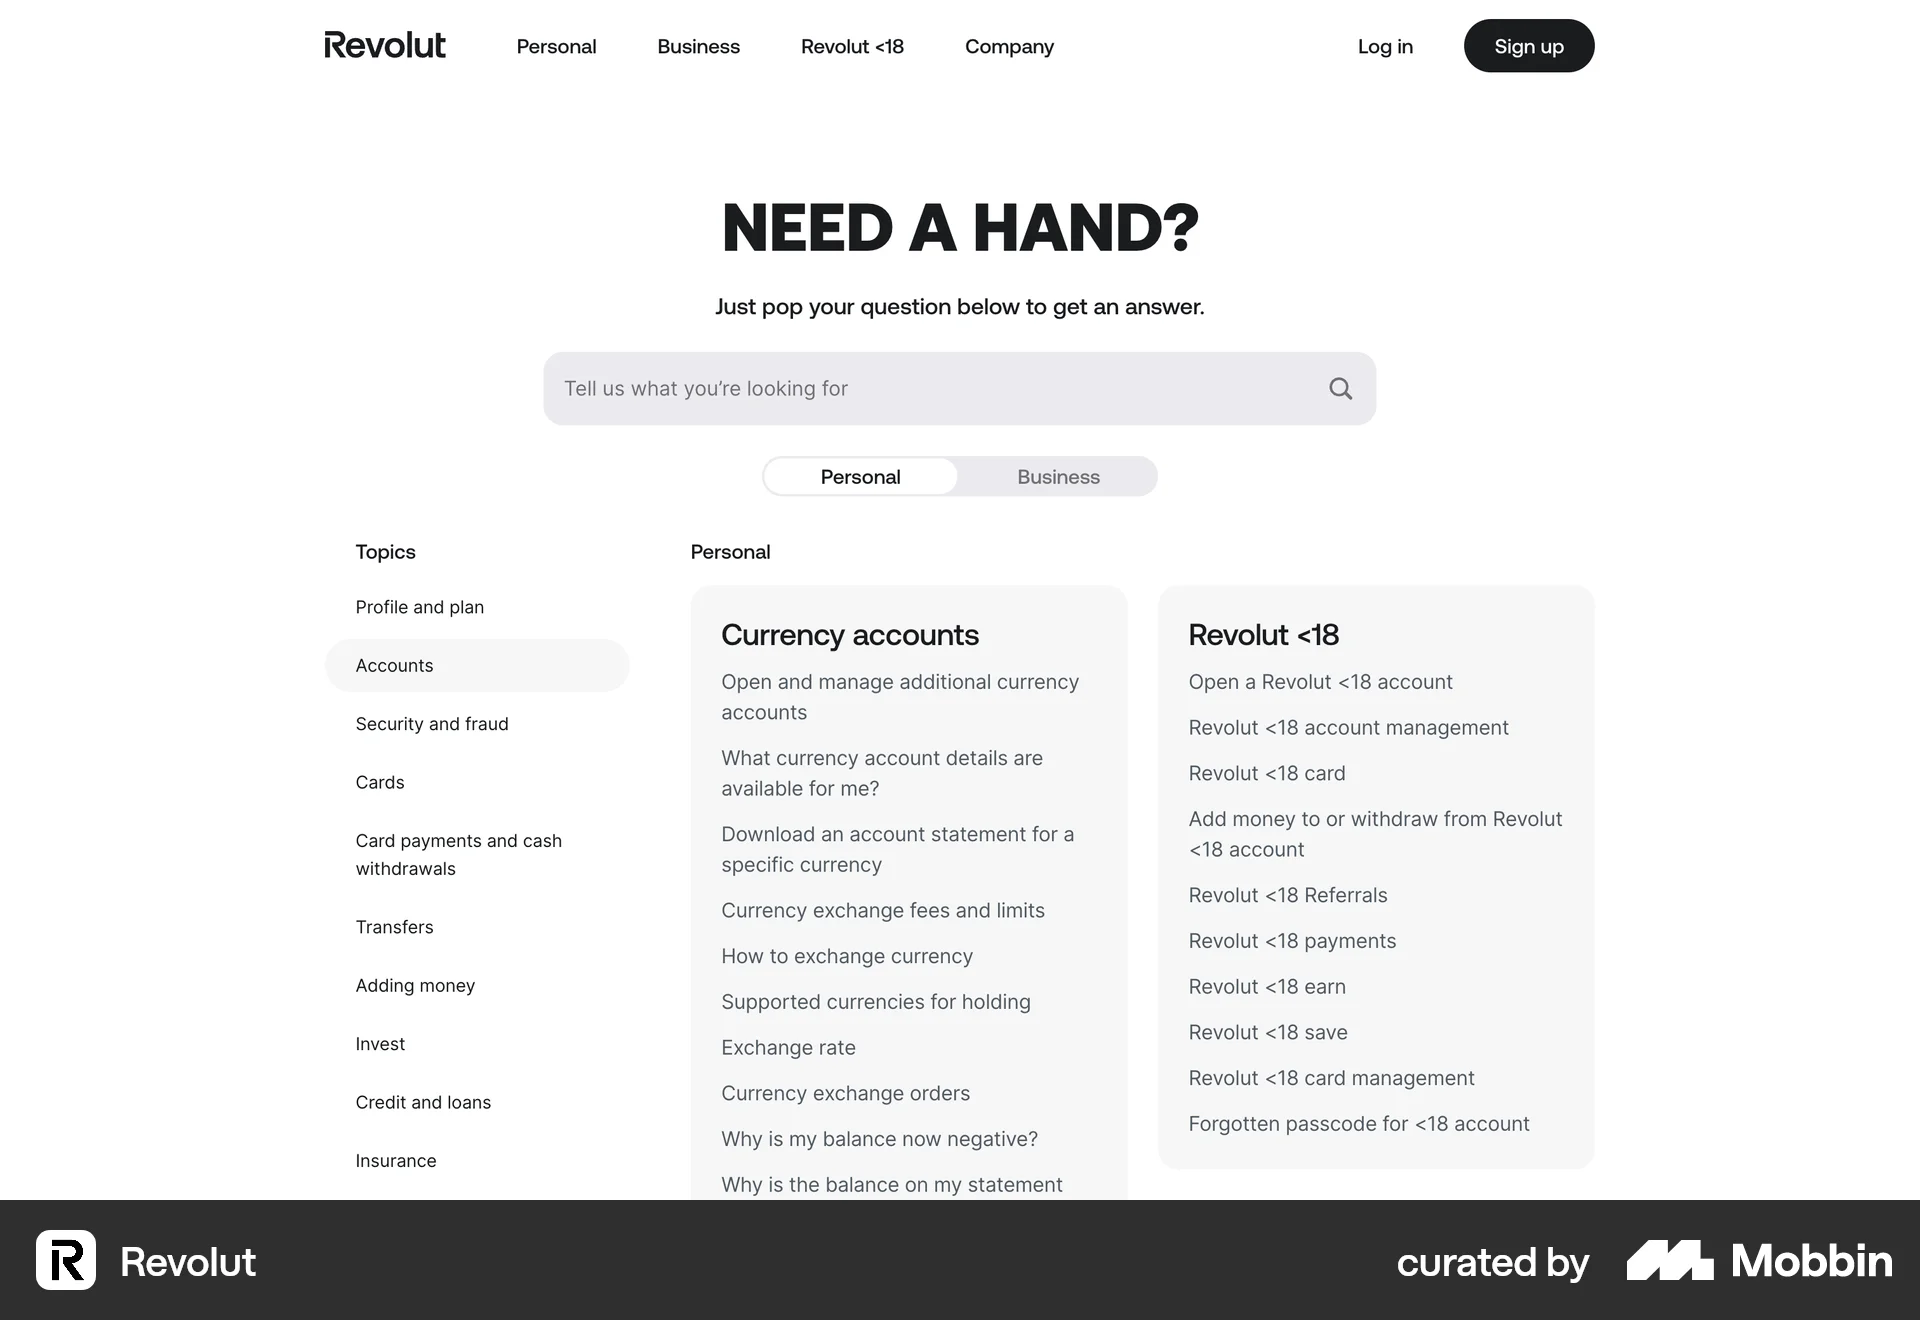 Revolut
Personal
Business
Revolut <18
Company
Log in
Sign up
NEED A HAND?
Just pop your question below to get an answer.
Tell us what you’re looking for
Personal
Business
Topics
Profile and plan
Accounts
Security and fraud
Cards
Card payments and cash
withdrawals
Transfers
Adding money
Invest
Credit and loans
Insurance
Personal
Currency accounts
Open and manage additional currency
accounts
What currency account details are
available for me?
Download an account statement for a
specific currency
Currency exchange fees and limits
How to exchange currency
Supported currencies for holding
Exchange rate
Currency exchange orders
Why is my balance now negative?
Why is the balance on my statement
Revolut <18
Open a Revolut <18 account
Revolut <18 account management
Revolut <18 card
Add money to or withdraw from Revolut
<18 account
Revolut <18 Referrals
Revolut <18 payments
Revolut <18 earn
Revolut <18 save
Revolut <18 card management
Forgotten passcode for <18 account
R Revolut
curated by Mobbin